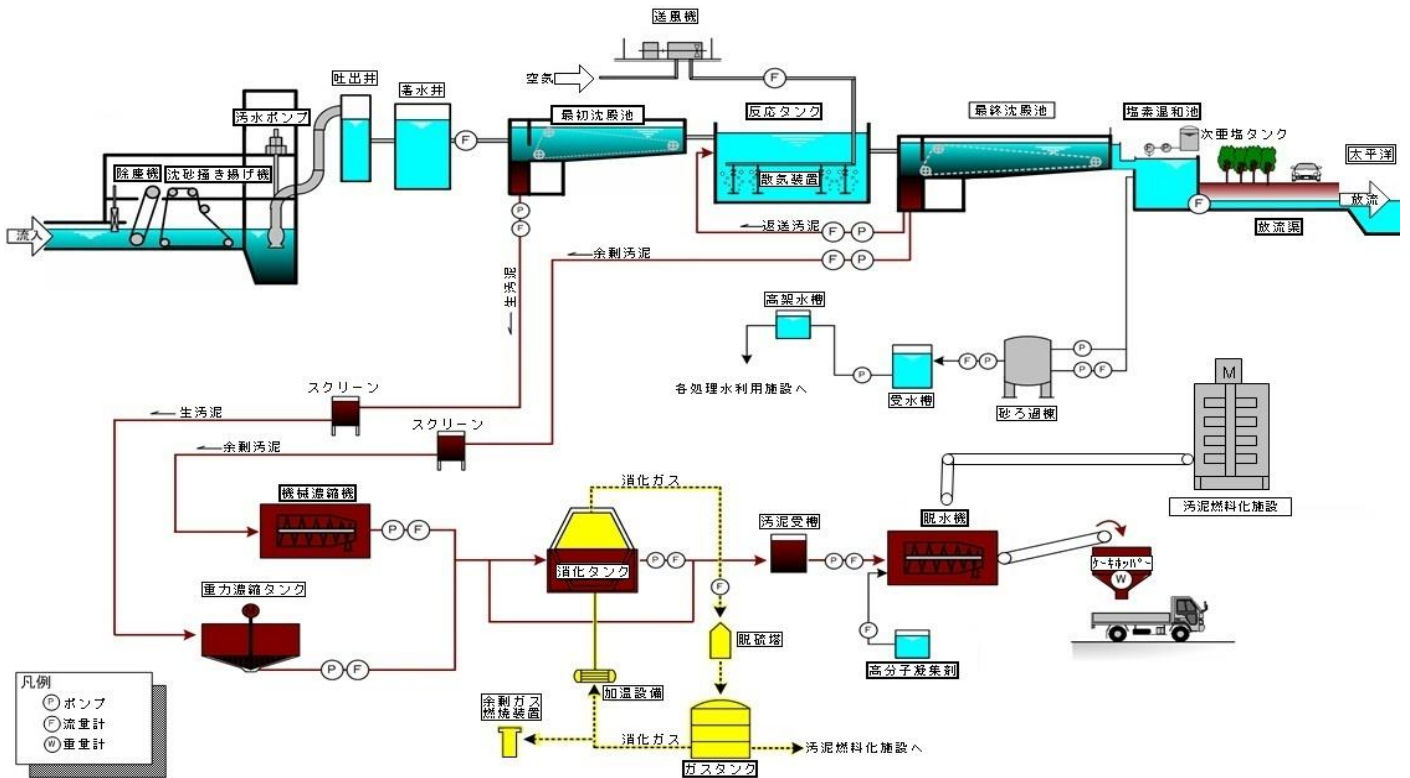 送風機
空気
F
吐出井
着水井
汚水ポンプ
除塵機
沈砂掻き揚げ機
流入
F
最初沈殿池
反応タンク
散気装置
最終沈殿池
塩素混和池
次亜塩タンク
P
P
太平洋
放流
F
放流渠
P
F
返送汚泥
F
P
余剰汚泥
F
P
生汚泥
高架水槽
各処理水利用施設へ
P
受水槽
F
P
砂ろ過棟
P
P
F
M
汚泥燃料化施設
スクリーン
生汚泥
スクリーン
余剰汚泥
機械濃縮機
P
F
重力濃縮タンク
P
F
消化ガス
消化タンク
P
F
汚泥受槽
P
F
脱水機
ケーキホッパー
W
F
高分子凝集剤
F
脱硫塔
加温設備
余剰ガス
燃焼装置
消化ガス
ガスタンク
汚泥燃料化施設へ
凡例
P ポンプ
F 流量計
W 重量計